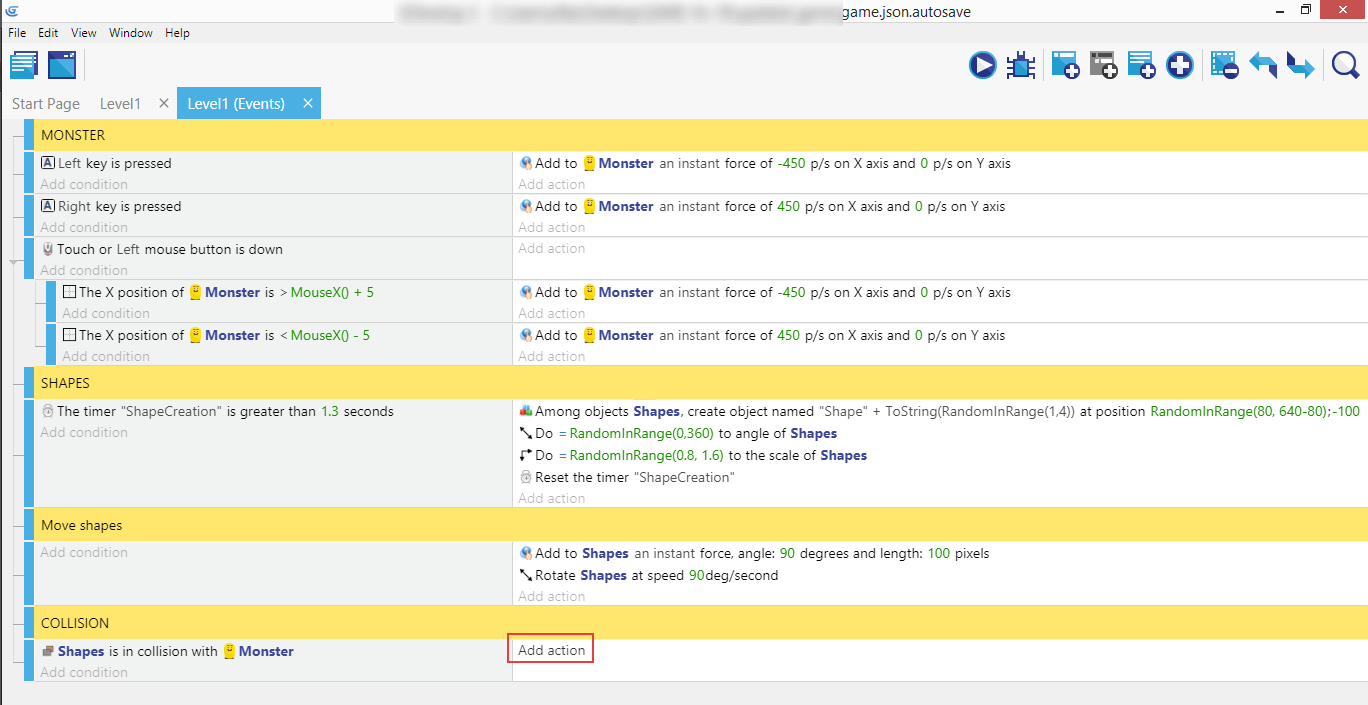 game.json.autosave
File Edit View Window Help
Start Page Level1 × Level1 (Events) ×
MONSTER
Left key is pressed
Add condition
Add to Monster an instant force of -450 p/s on X axis and 0 p/s on Y axis
Add action
Right key is pressed
Add condition
Add to Monster an instant force of 450 p/s on X axis and 0 p/s on Y axis
Add action
Touch or Left mouse button is down
Add condition
Add action
The X position of Monster is > MouseX() + 5
Add condition
Add to Monster an instant force of -450 p/s on X axis and 0 p/s on Y axis
Add action
The X position of Monster is < MouseX() - 5
Add condition
Add to Monster an instant force of 450 p/s on X axis and 0 p/s on Y axis
Add action
SHAPES
The timer "ShapeCreation" is greater than 1.3 seconds
Add condition
Among objects Shapes, create object named "Shape" + ToString(RandomInRange(1,4)) at position RandomInRange(80, 640-80);-100
Do =RandomInRange(0,360) to angle of Shapes
Do =RandomInRange(0.8, 1.6) to the scale of Shapes
Reset the timer "ShapeCreation"
Add action
Move shapes
Add condition
Add to Shapes an instant force, angle: 90 degrees and length: 100 pixels
Rotate Shapes at speed 90deg/second
Add action
COLLISION
Shapes is in collision with Monster
Add condition
Add action